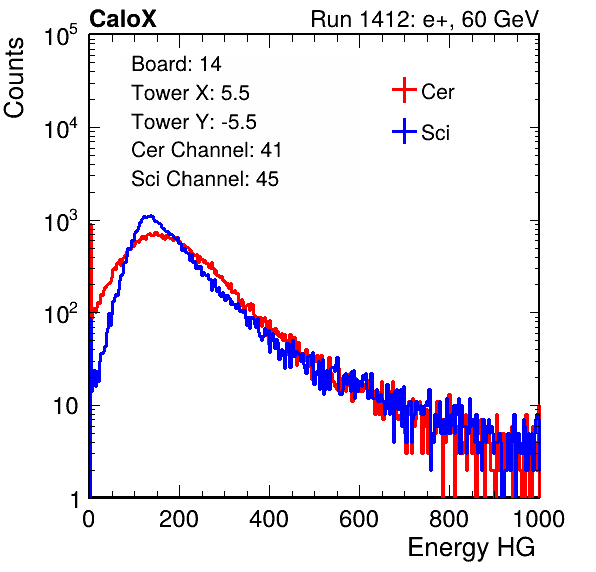 CaloX Run 1412: e+, 60 GeV
Counts
Board: 14
Tower X: 5.5
Tower Y: -5.5
Cer Channel: 41
Sci Channel: 45
Cer
Sci
10^5
10^4
10^3
10^2
10
1
0 200 400 600 800 1000
Energy HG